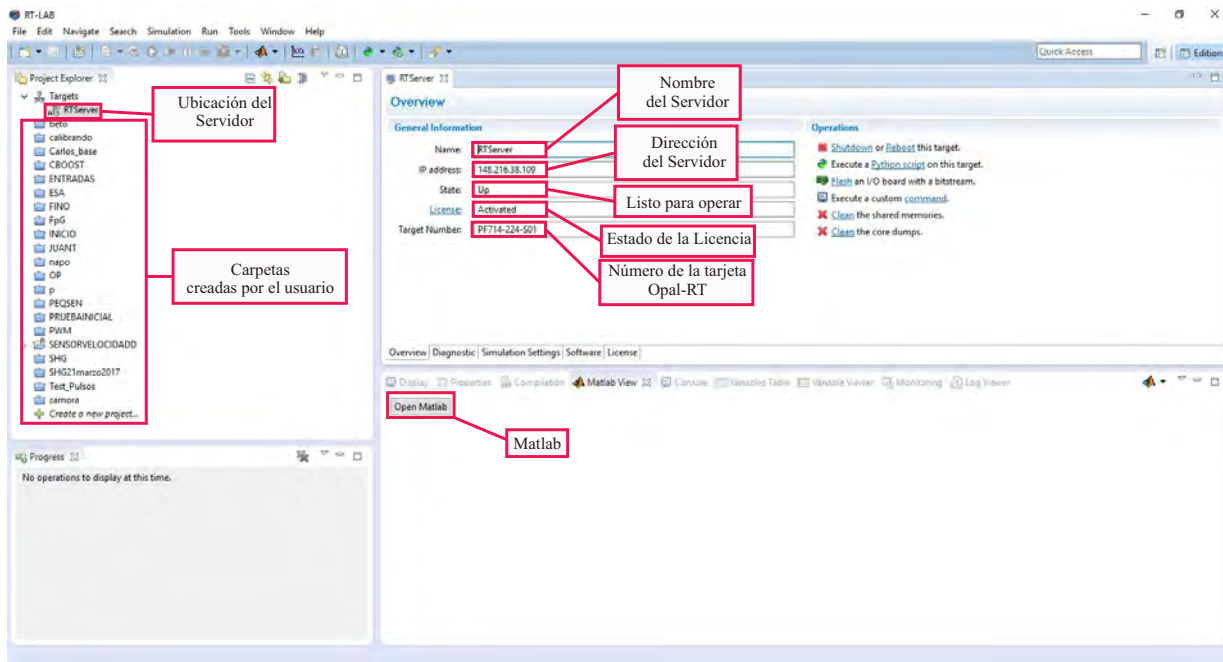 RT-LAB
File Edit Navigate Search Simulation Run Tools Window Help
Quick Access
Edition
Project Explorer
Targets
RTServer
beto
calibrando
Carlos_base
CBOOST
ENTRADAS
ESA
FINO
FpG
INICIO
JUANT
napo
OP
p
PEQSEN
PRUEBAINICIAL
PWM
SENSORVELOCIDADD
SHG
SHG21marzo2017
Test_Pulsos
zamora
Create a new project...
Ubicación del
Servidor
Carpetas
creadas por el usuario
Progress
No operations to display at this time.
RTServer
Overview
General Information
Name: RTServer
IP address: 148.216.38.109
State: Up
License: Activated
Target Number: PF714-224-S01
Nombre
del Servidor
Dirección
del Servidor
Listo para operar
Estado de la Licencia
Número de la tarjeta
Opal-RT
Operations
Shutdown or Reboot this target.
Execute a Python script on this target.
Flash an I/O board with a bitstream.
Execute a custom command.
Clean the shared memories.
Clean the core dumps.
Overview Diagnostic Simulation Settings Software License
Display Properties Compilation Matlab View Console Variables Table Variable Viewer Monitoring Log Viewer
Open Matlab
Matlab